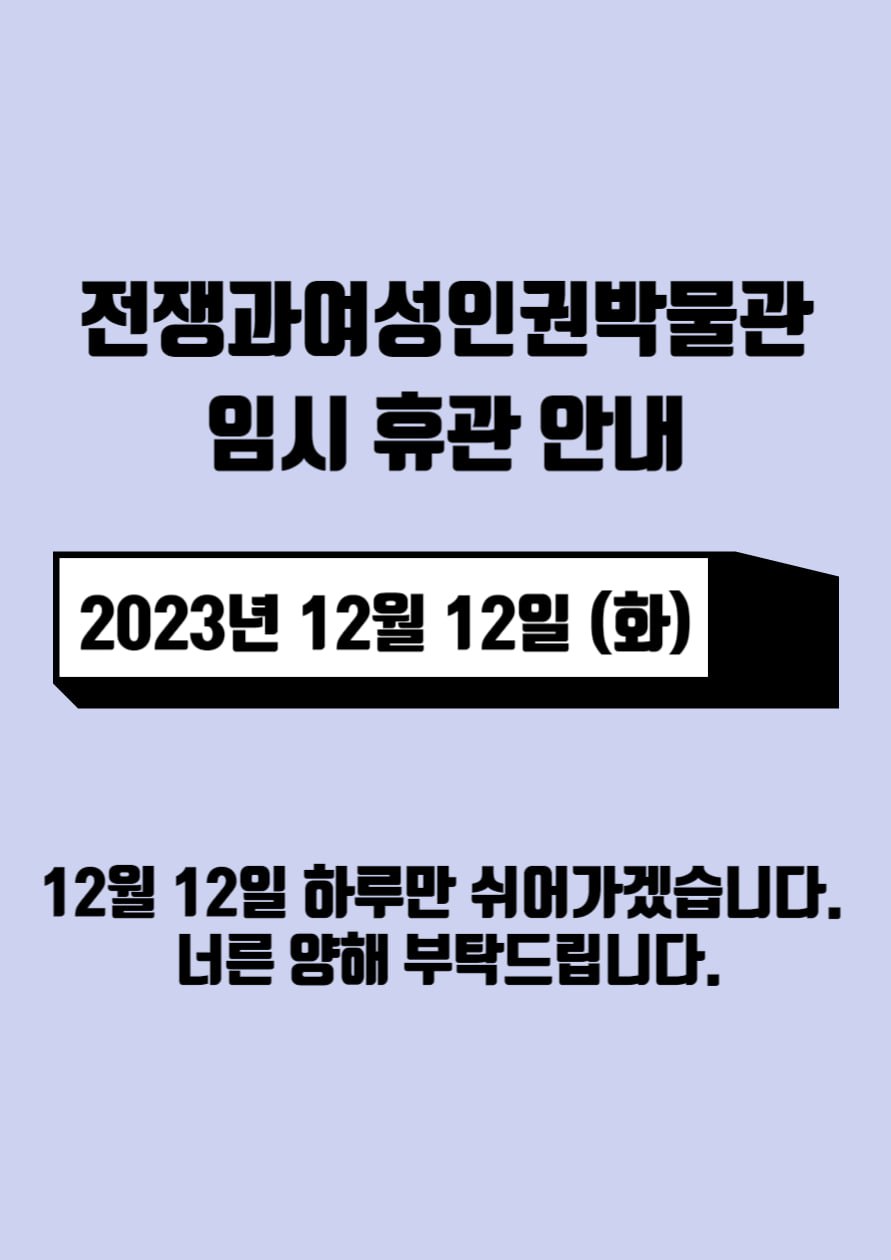 전쟁과여성인권박물관
임시 휴관 안내
2023년 12월 12일 (화)
12월 12일 하루만 쉬어가겠습니다.
너른 양해 부탁드립니다.